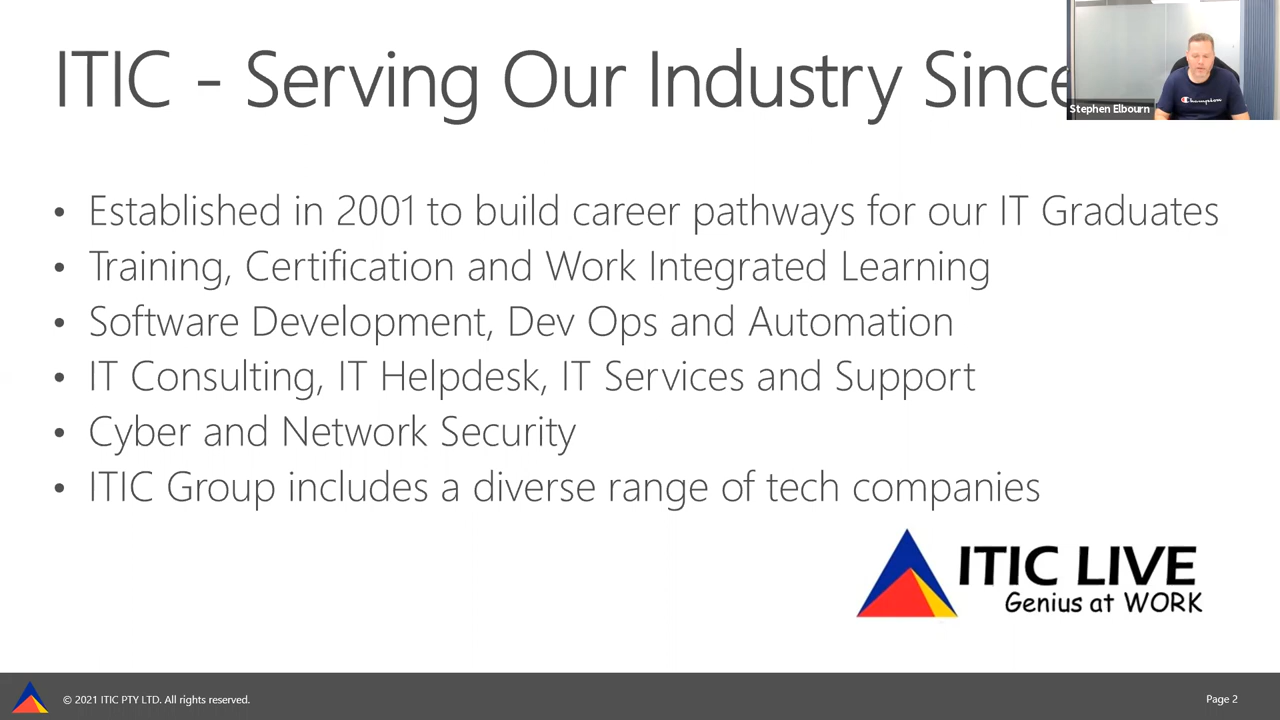 ITIC - Serving Our Industry Since
Stephen Elbourn
Champion
• Established in 2001 to build career pathways for our IT Graduates
• Training, Certification and Work Integrated Learning
• Software Development, Dev Ops and Automation
• IT Consulting, IT Helpdesk, IT Services and Support
• Cyber and Network Security
• ITIC Group includes a diverse range of tech companies
ITIC LIVE
Genius at WORK
© 2021 ITIC PTY LTD. All rights reserved.
Page 2